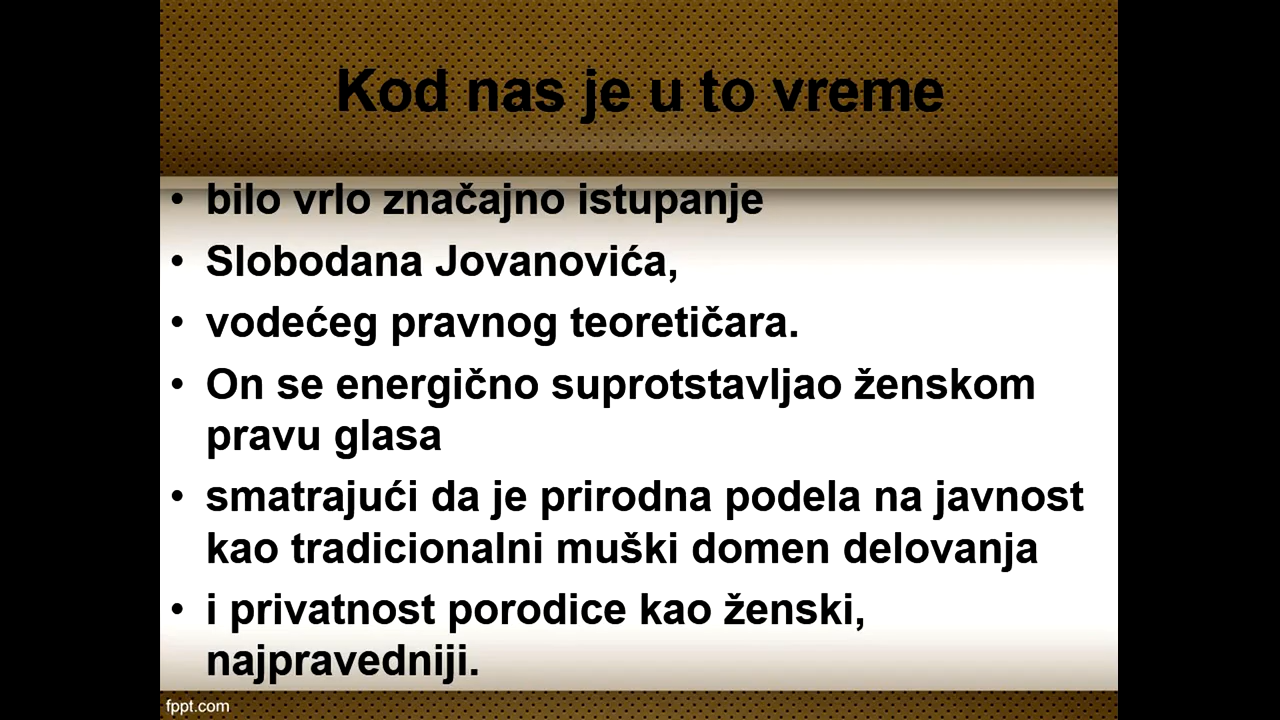 Kod nas je u to vreme
• bilo vrlo značajno istupanje
• Slobodana Jovanovića,
• vodećeg pravnog teoretičara.
• On se energično suprotstavljao ženskom
pravu glasa
• smatrajući da je prirodna podela na javnost
kao tradicionalni muški domen delovanja
• i privatnost porodice kao ženski,
najpravedniji.
fppt.com